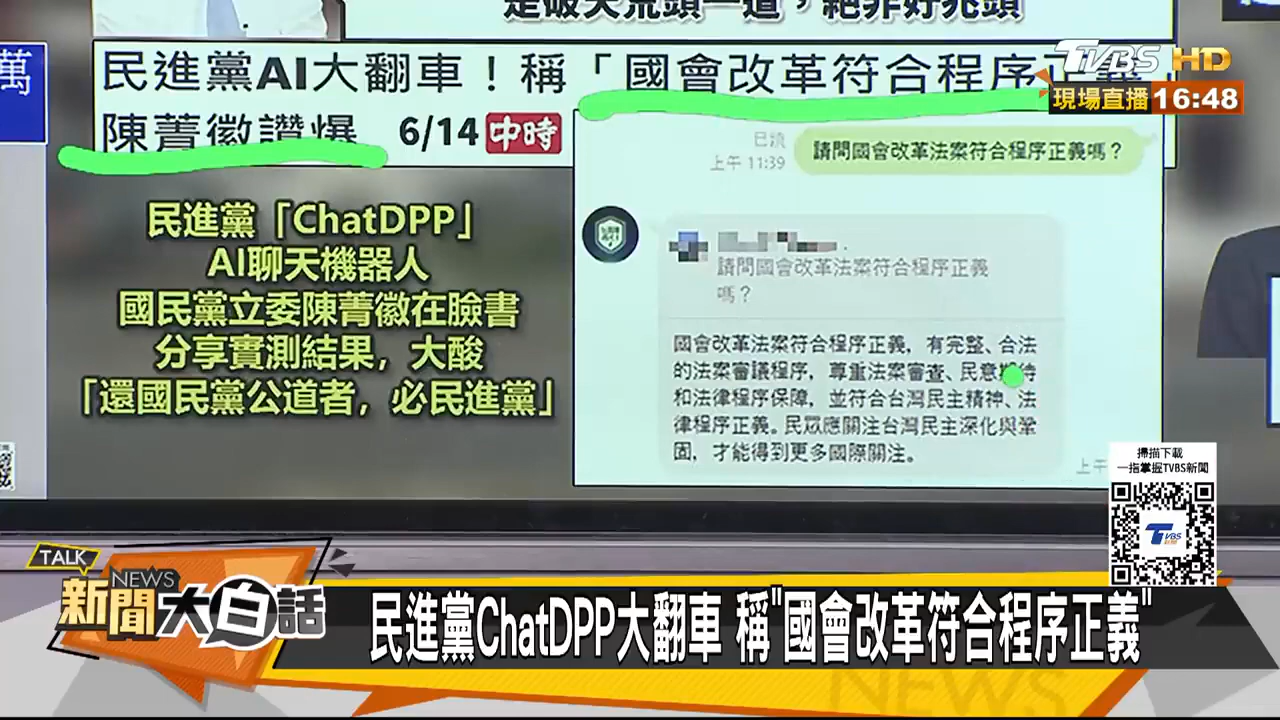 是破天荒頭一道，絕非好兆頭
萬
民進黨AI大翻車！稱「國會改革符合程序正義」
陳菁徽讚爆 6/14 中時
TVBS HD
現場直播 16:48
已讀
上午 11:39
請問國會改革法案符合程序正義嗎？
請問國會改革法案符合程序正義
嗎？
國會改革法案符合程序正義，有完整、合法
的法案審議程序，尊重法案審查、民意期待
和法律程序保障，並符合台灣民主精神、法
律程序正義。民眾應關注台灣民主深化與鞏
固，才能得到更多國際關注。
上午
民進黨「ChatDPP」
AI聊天機器人
國民黨立委陳菁徽在臉書
分享實測結果，大酸
「還國民黨公道者，必民進黨」
掃描下載
一指掌握TVBS新聞
TVBS
新聞
TALK
NEWS
新聞大白話
民進黨ChatDPP大翻車 稱"國會改革符合程序正義"
NEWS